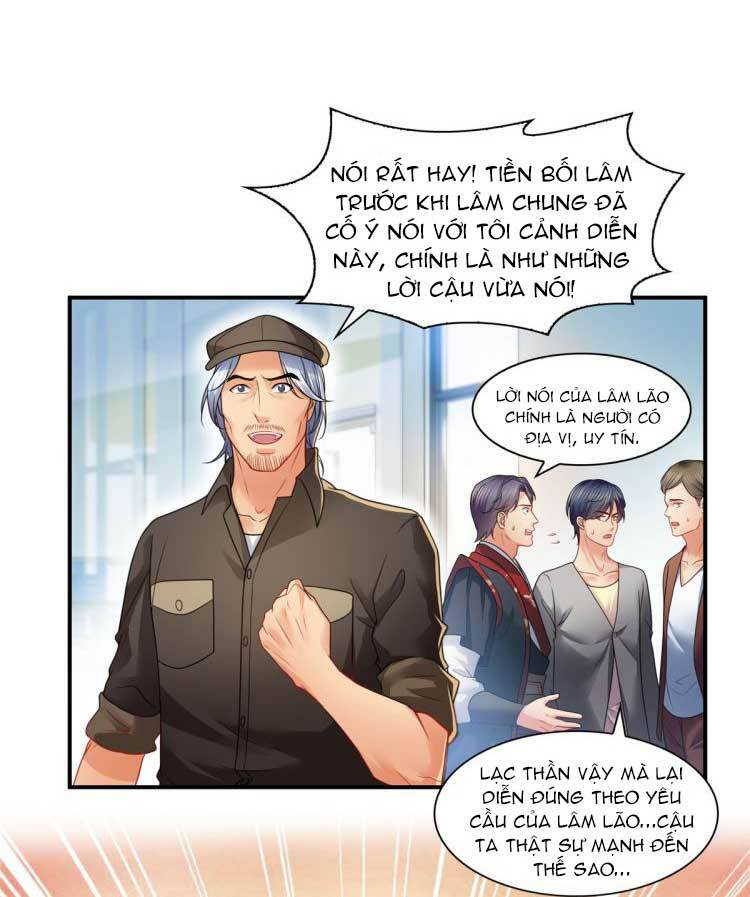 NÓI RẤT HAY! TIỀN BỐI LÂM
TRƯỚC KHI LÂM CHUNG ĐÃ
CỐ Ý NÓI VỚI TÔI CẢNH DIỄN
NÀY, CHÍNH LÀ NHƯ NHỮNG
LỜI CẬU VỪA NÓI!
LỜI NÓI CỦA LÂM LÃO
CHÍNH LÀ NGƯỜI CÓ
ĐỊA VỊ, UY TÍN.
LẠC THẦN VẬY MÀ LẠI
DIỄN ĐÚNG THEO YÊU
CẦU CỦA LÂM LÃO...CẬU
TA THẬT SỰ MẠNH ĐẾN
THẾ SAO...